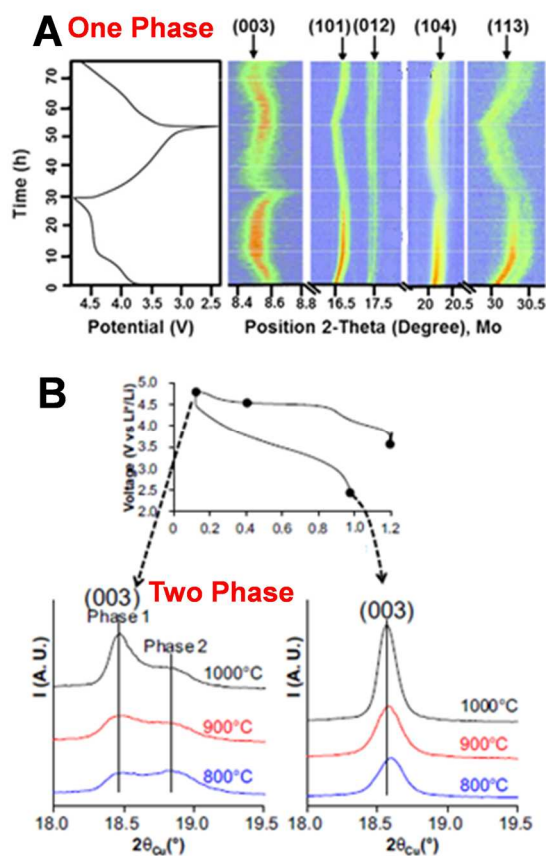 A One Phase (003) (101) (012) (104) (113)
Time (h)
70
60
50
40
30
20
10
0
4.5 4.0 3.5 3.0 2.5 8.4 8.6 8.8 16.5 17.5 20 20.5 30 30.5
Potential (V) Position 2-Theta (Degree), Mo
B
Voltage (V vs Li⁺/Li)
5.0
4.5
4.0
3.5
3.0
2.5
2.0
0 0.2 0.4 0.6 0.8 1.0 1.2
Two Phase
(003)
Phase 1
Phase 2
1000°C
900°C
800°C
I (A. U.)
18.0 18.5 19.0 19.5
2θCu(°)
(003)
1000°C
900°C
800°C
I (A. U.)
18.0 18.5 19.0 19.5
2θCu(°)